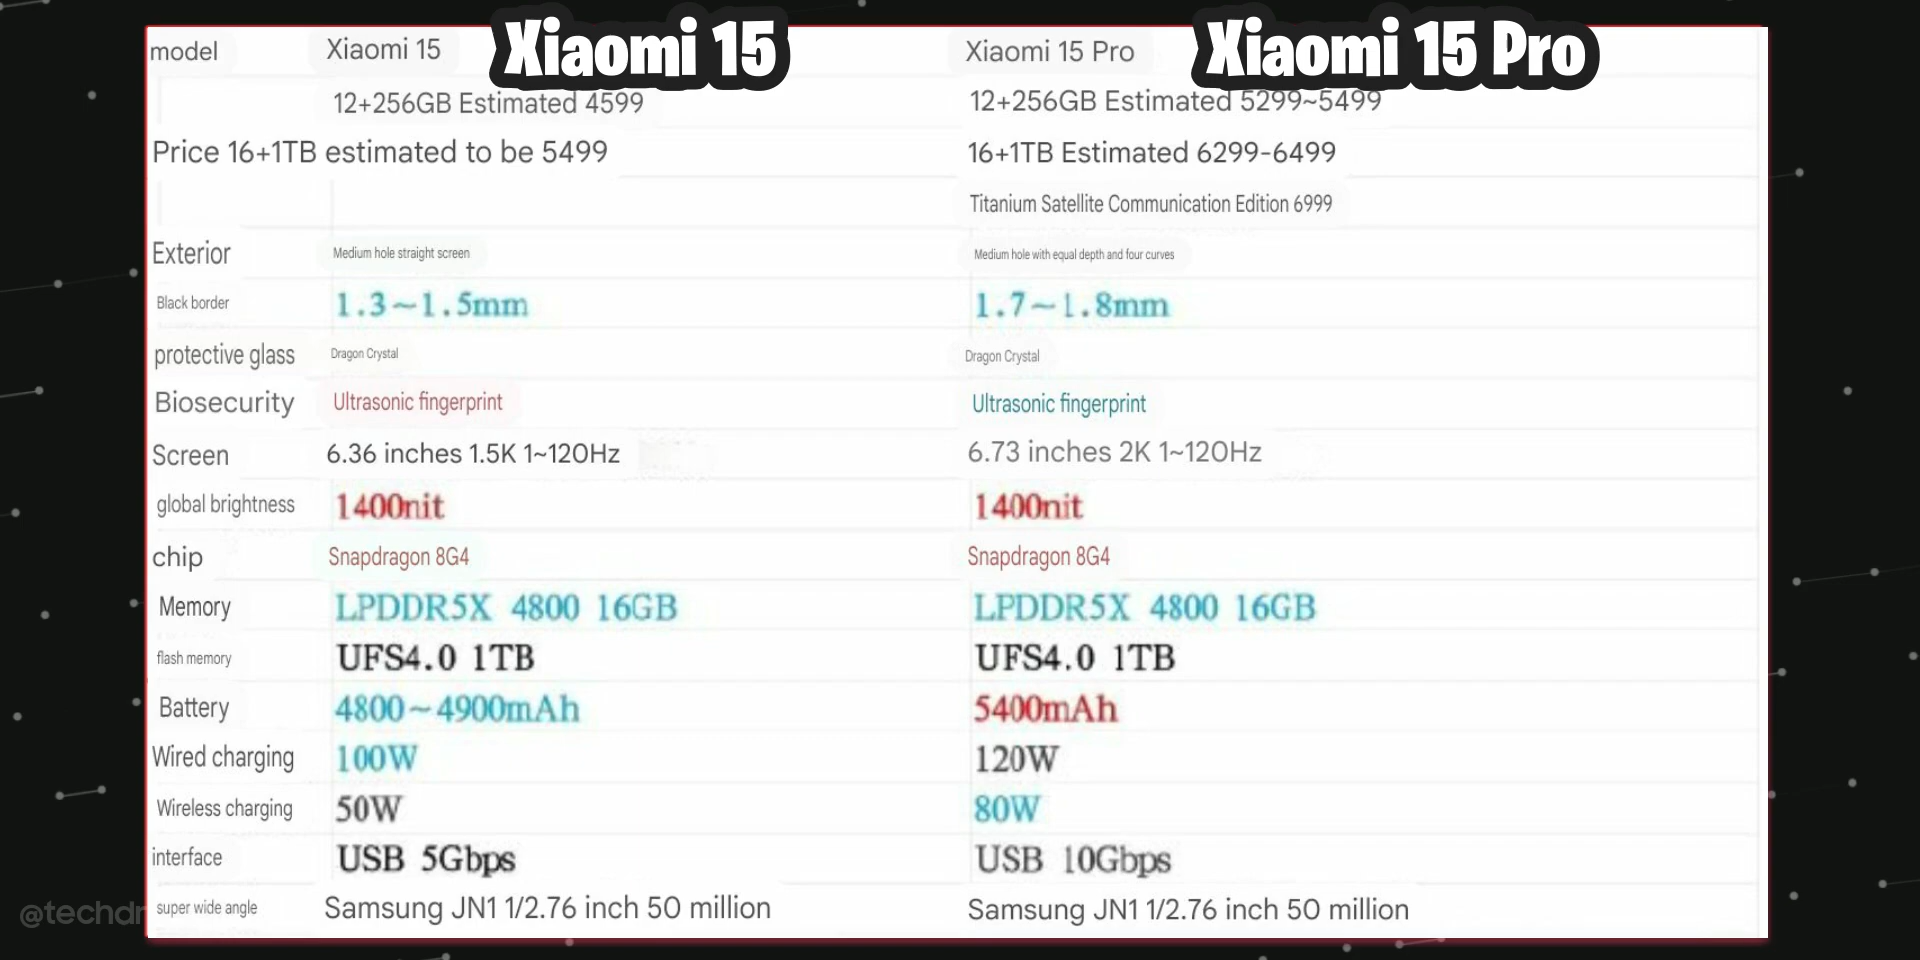 Xiaomi 15 Xiaomi 15 Pro
model Xiaomi 15 Xiaomi 15 Pro
12+256GB Estimated 4599 12+256GB Estimated 5299~5499
Price 16+1TB estimated to be 5499 16+1TB Estimated 6299-6499
Titanium Satellite Communication Edition 6999
Exterior Medium hole straight screen Medium hole with equal depth and four curves
Black border 1.3~1.5mm 1.7~1.8mm
protective glass Dragon Crystal Dragon Crystal
Biosecurity Ultrasonic fingerprint Ultrasonic fingerprint
Screen 6.36 inches 1.5K 1~120Hz 6.73 inches 2K 1~120Hz
global brightness 1400nit 1400nit
chip Snapdragon 8G4 Snapdragon 8G4
Memory LPDDR5X 4800 16GB LPDDR5X 4800 16GB
flash memory UFS4.0 1TB UFS4.0 1TB
Battery 4800~4900mAh 5400mAh
Wired charging 100W 120W
Wireless charging 50W 80W
interface USB 5Gbps USB 10Gbps
super wide angle Samsung JN1 1/2.76 inch 50 million Samsung JN1 1/2.76 inch 50 million